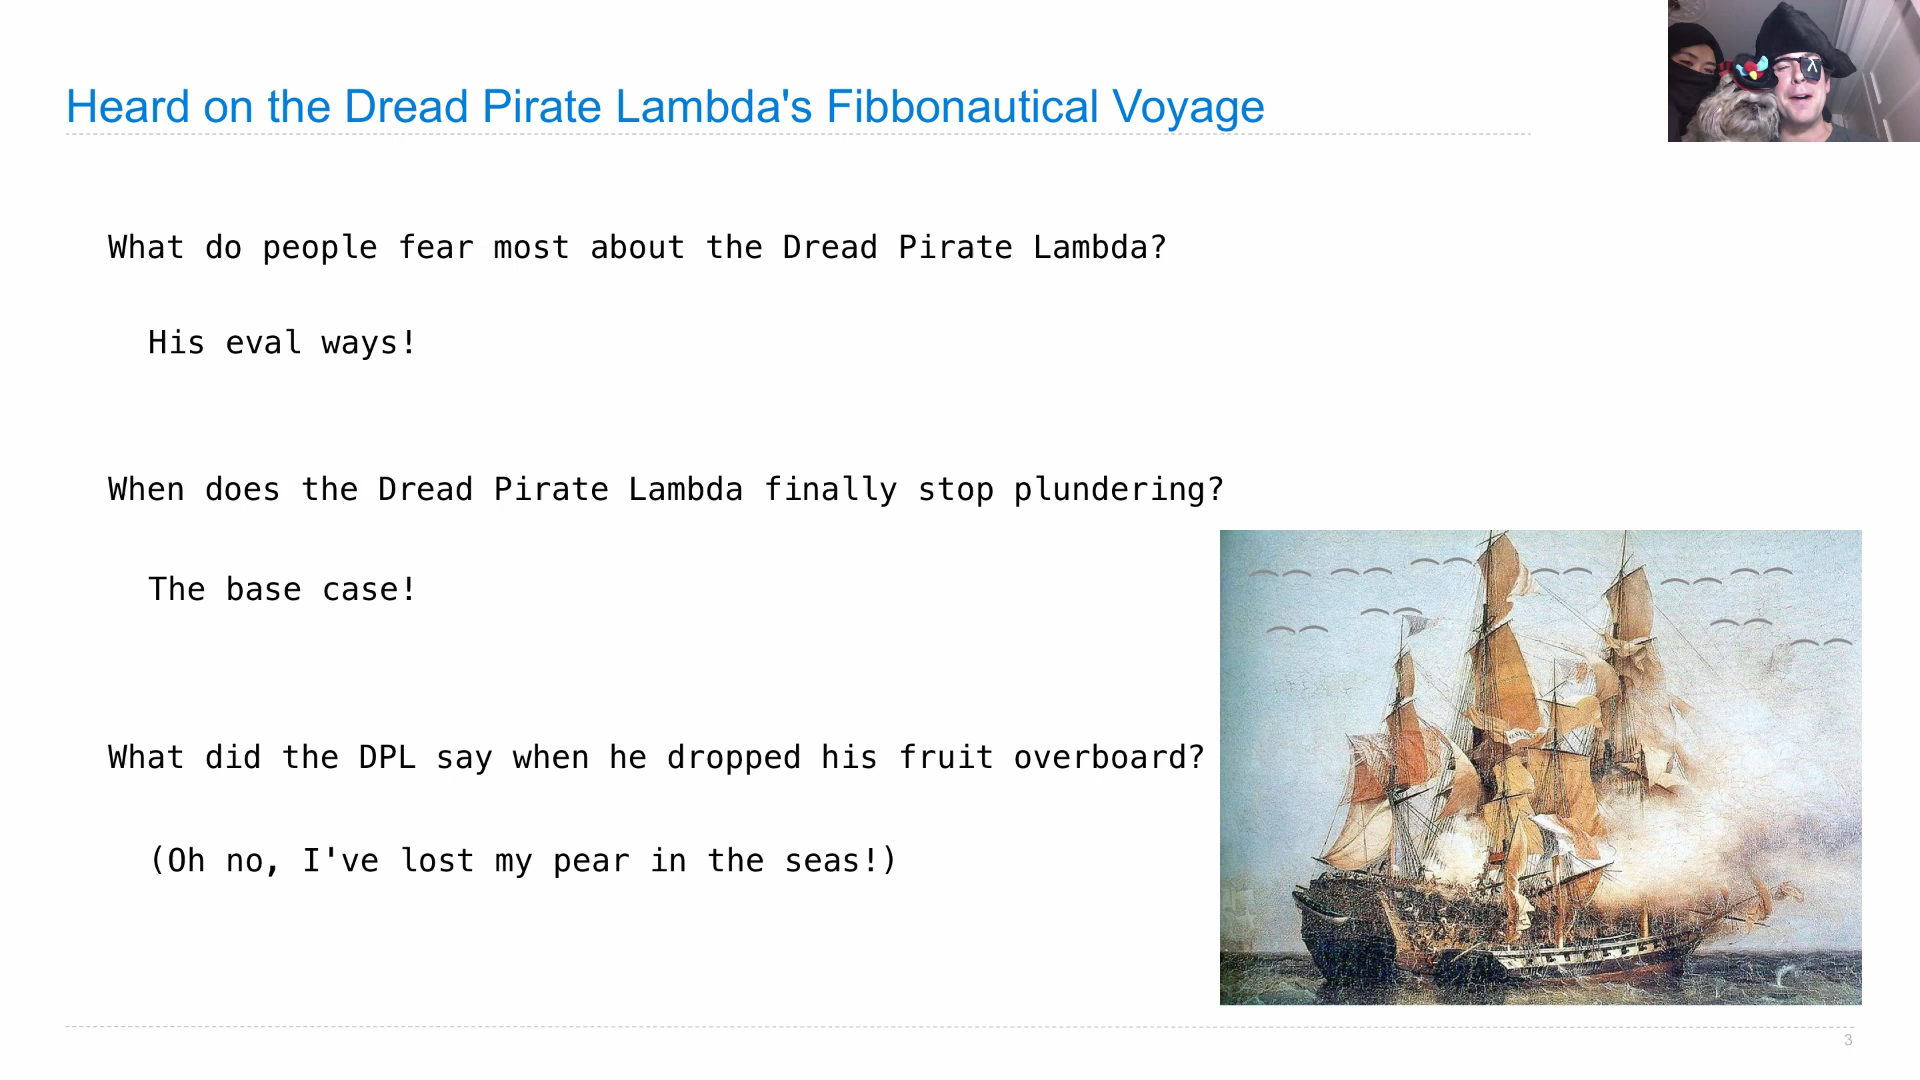 Heard on the Dread Pirate Lambda's Fibbonautical Voyage
What do people fear most about the Dread Pirate Lambda?
His eval ways!
When does the Dread Pirate Lambda finally stop plundering?
The base case!
What did the DPL say when he dropped his fruit overboard?
(Oh no, I've lost my pear in the seas!)
3